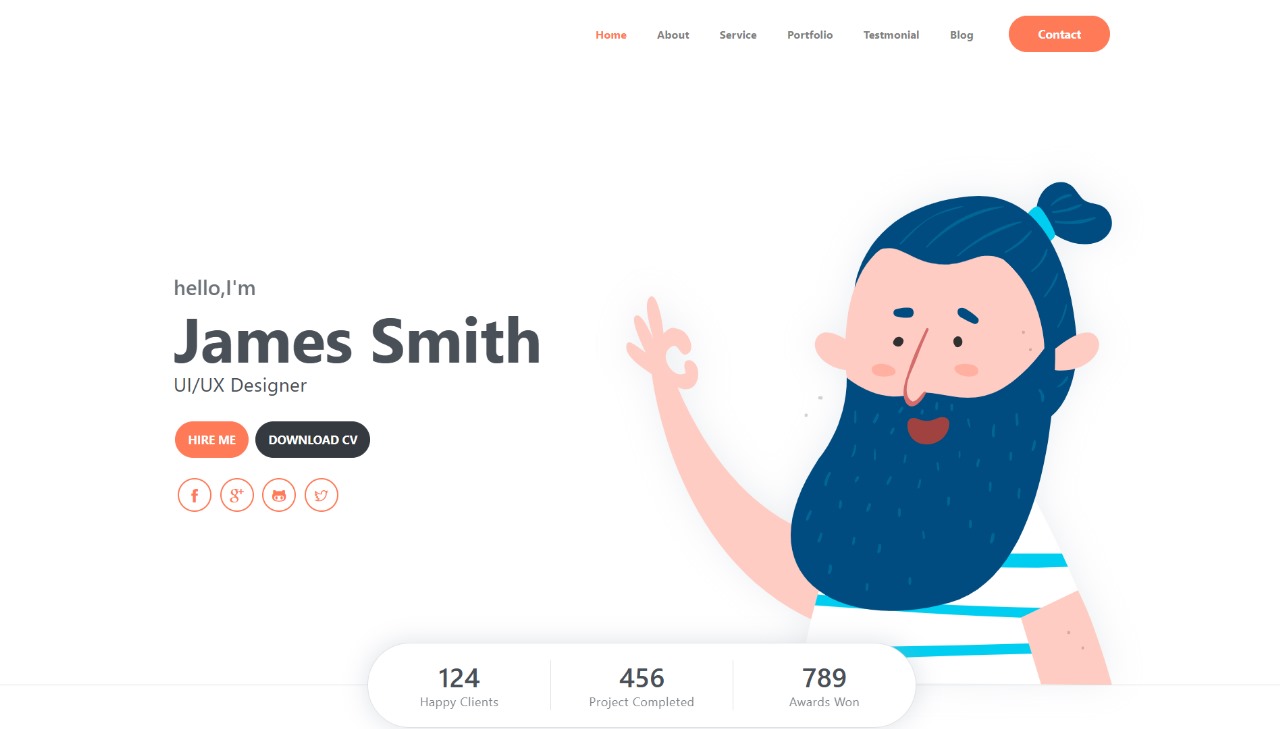 Home About Service Portfolio Testmonial Blog Contact
hello,I'm
James Smith
UI/UX Designer
HIRE ME DOWNLOAD CV
124 456 789
Happy Clients Project Completed Awards Won